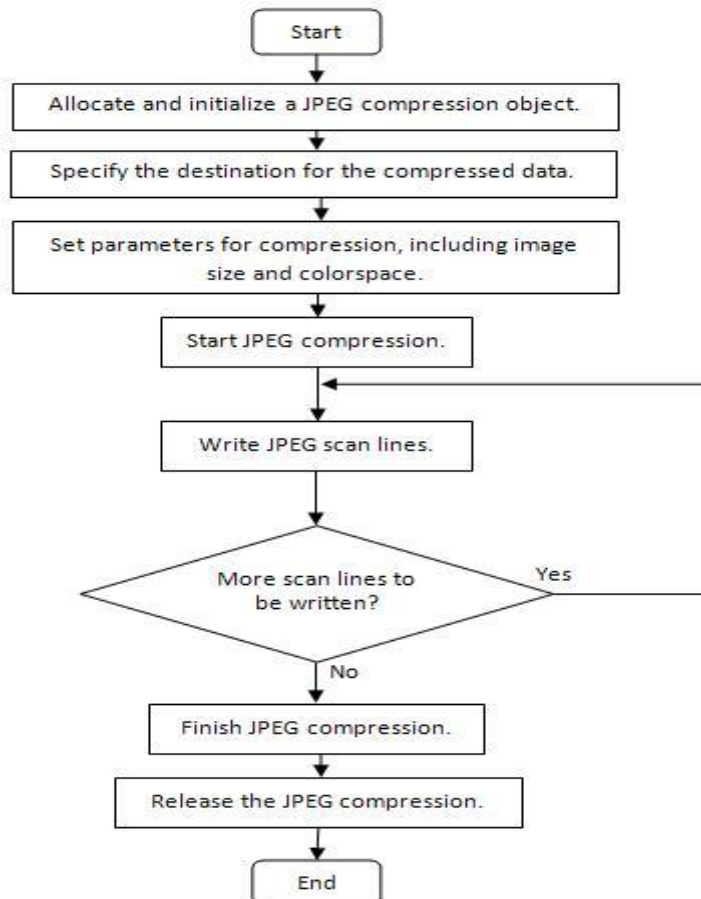 Start
Allocate and initialize a JPEG compression object.
Specify the destination for the compressed data.
Set parameters for compression, including image
size and colorspace.
Start JPEG compression.
Write JPEG scan lines.
More scan lines to
be written?
Yes
No
Finish JPEG compression.
Release the JPEG compression.
End